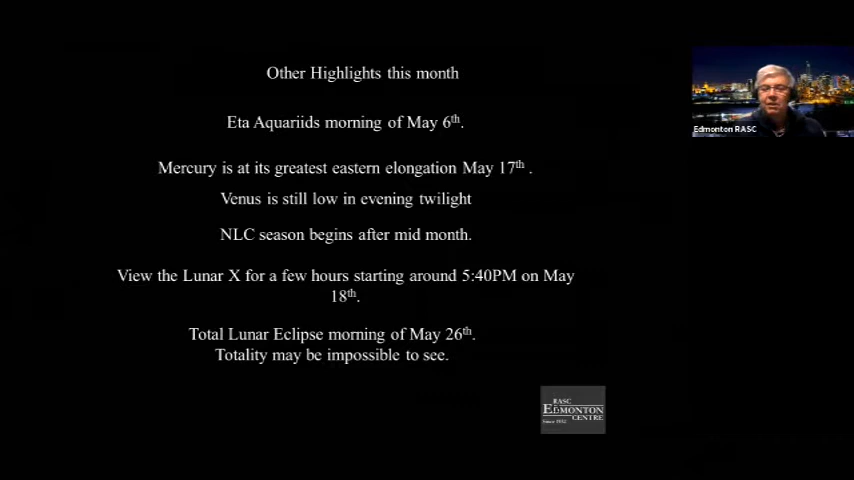 Other Highlights this month
Eta Aquariids morning of May 6th.
Mercury is at its greatest eastern elongation May 17th .
Venus is still low in evening twilight
NLC season begins after mid month.
View the Lunar X for a few hours starting around 5:40PM on May
18th.
Total Lunar Eclipse morning of May 26th.
Totality may be impossible to see.
Edmonton RASC
RASC
EDMONTON
CENTRE
Since 1932